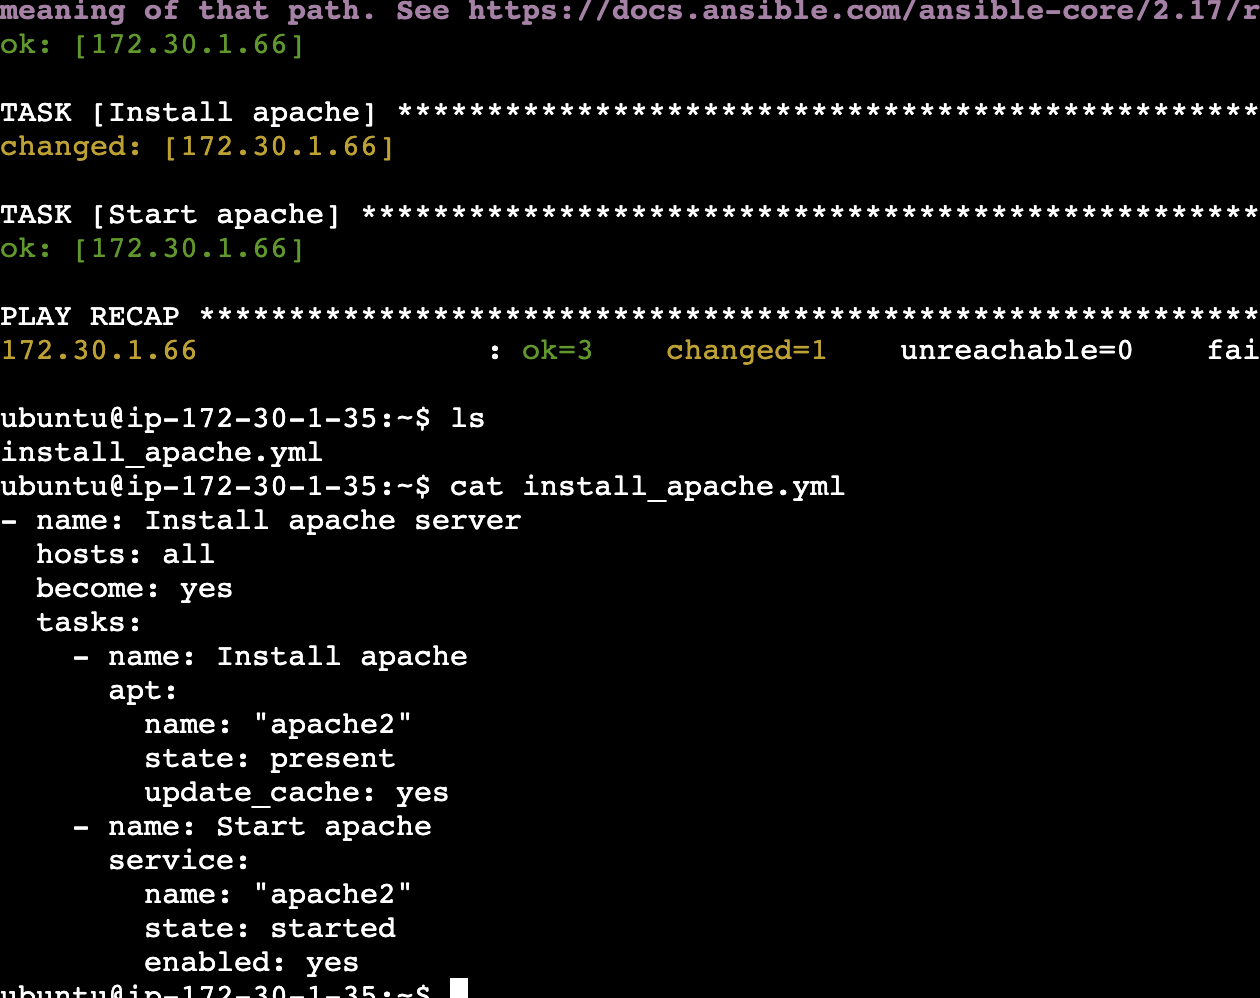 meaning of that path. See https://docs.ansible.com/ansible-core/2.17/r
ok: [172.30.1.66]
TASK [Install apache] ************************************************
changed: [172.30.1.66]
TASK [Start apache] **************************************************
ok: [172.30.1.66]
PLAY RECAP ***********************************************************
172.30.1.66                : ok=3    changed=1    unreachable=0    fai
ubuntu@ip-172-30-1-35:~$ ls
install_apache.yml
ubuntu@ip-172-30-1-35:~$ cat install_apache.yml
- name: Install apache server
  hosts: all
  become: yes
  tasks:
    - name: Install apache
      apt:
        name: "apache2"
        state: present
        update_cache: yes
    - name: Start apache
      service:
        name: "apache2"
        state: started
        enabled: yes
ubuntu@ip-172-30-1-35:~$